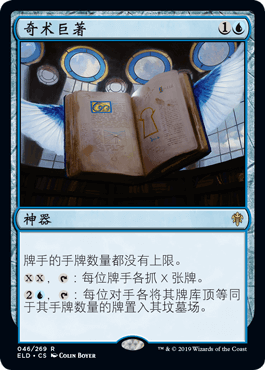 奇术巨著 1
神器
牌手的手牌数量都没有上限。
XX，：每位牌手各抓X张牌。
2，：每位对手各将其牌库顶等同
于其手牌数量的牌置入其坟墓场。
046/269 R
ELD • CS Colin Boyer
™ & © 2019 Wizards of the Coast